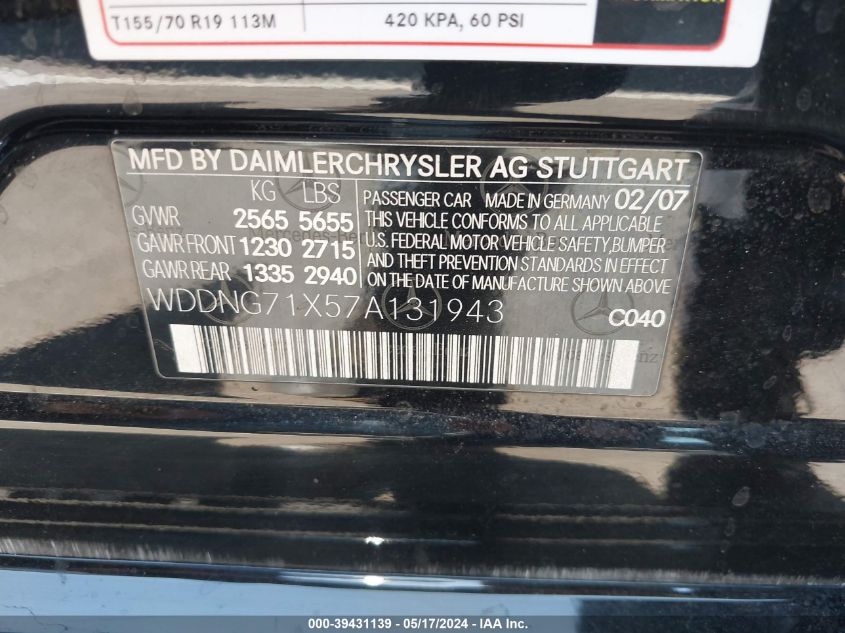 T155/70 R19 113M 420 KPA, 60 PSI
MFD BY DAIMLERCHRYSLER AG STUTTGART
KG LBS
GVWR 2565 5655
GAWR FRONT 1230 2715
GAWR REAR 1335 2940
PASSENGER CAR MADE IN GERMANY 02/07
THIS VEHICLE CONFORMS TO ALL APPLICABLE
U.S. FEDERAL MOTOR VEHICLE SAFETY,BUMPER
AND THEFT PREVENTION STANDARDS IN EFFECT
ON THE DATE OF MANUFACTURE SHOWN ABOVE.
WDDNG71X57A131943 C040
000-39431139 - 05/17/2024 - IAAI.COM